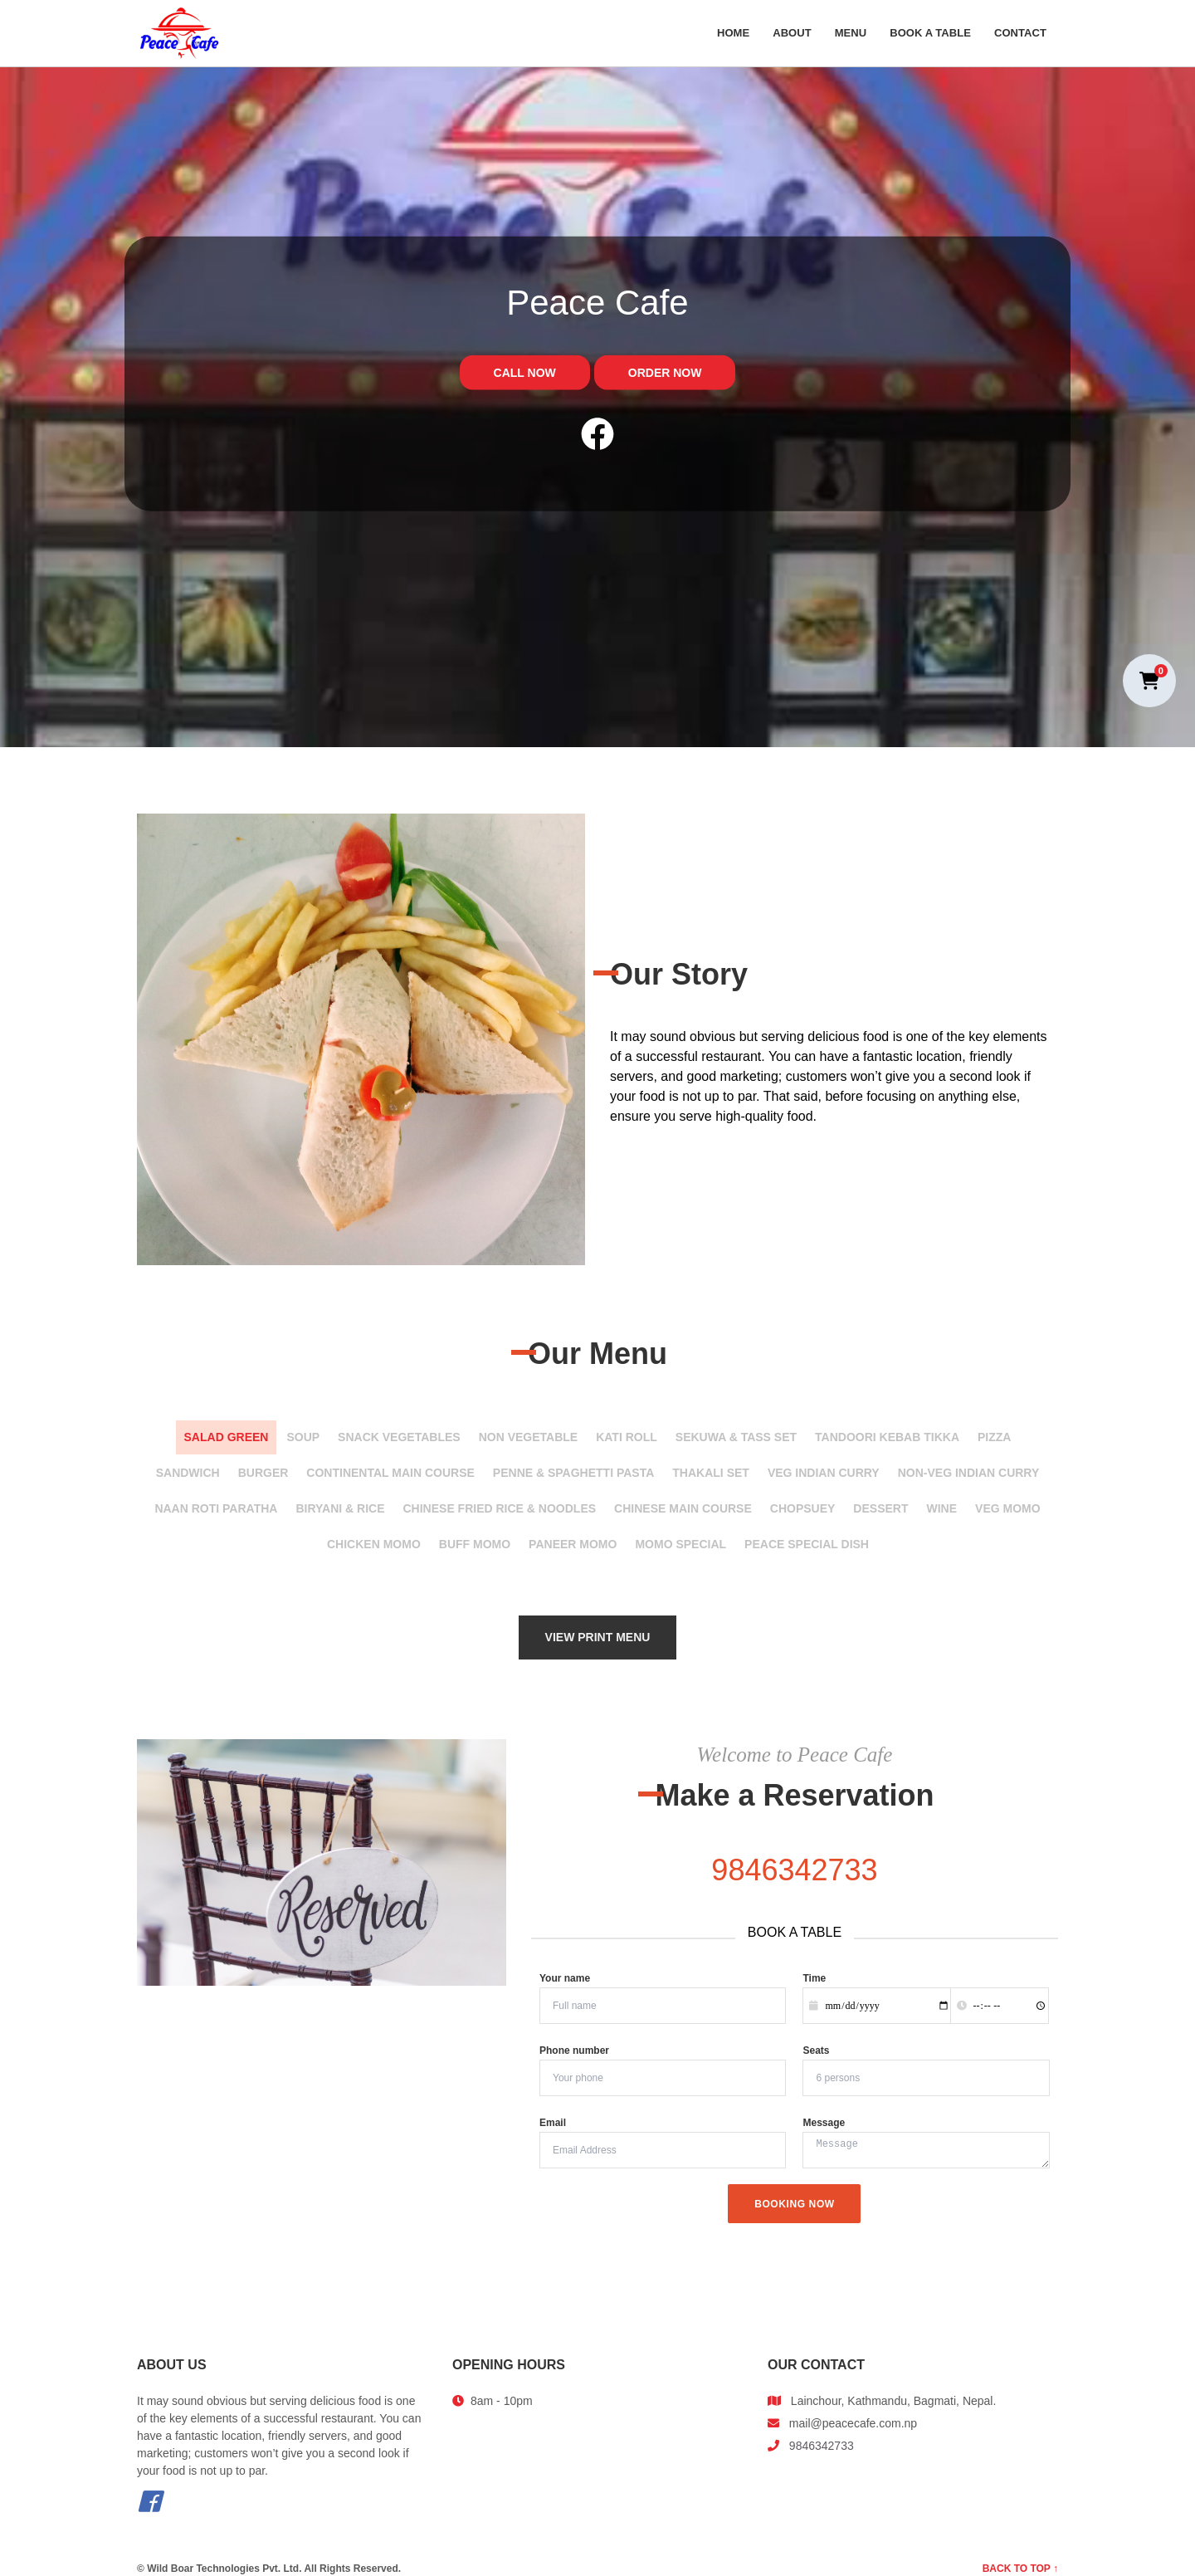 Peace Cafe
HOME ABOUT MENU BOOK A TABLE CONTACT
Peace Cafe
Peace Cafe
CALL NOW ORDER NOW
0
Our Story
It may sound obvious but serving delicious food is one of the key elements
of a successful restaurant. You can have a fantastic location, friendly
servers, and good marketing; customers won’t give you a second look if
your food is not up to par. That said, before focusing on anything else,
ensure you serve high-quality food.
Our Menu
SALAD GREEN SOUP SNACK VEGETABLES NON VEGETABLE KATI ROLL SEKUWA & TASS SET TANDOORI KEBAB TIKKA PIZZA
SANDWICH BURGER CONTINENTAL MAIN COURSE PENNE & SPAGHETTI PASTA THAKALI SET VEG INDIAN CURRY NON-VEG INDIAN CURRY
NAAN ROTI PARATHA BIRYANI & RICE CHINESE FRIED RICE & NOODLES CHINESE MAIN COURSE CHOPSUEY DESSERT WINE VEG MOMO
CHICKEN MOMO BUFF MOMO PANEER MOMO MOMO SPECIAL PEACE SPECIAL DISH
VIEW PRINT MENU
Reserved
Welcome to Peace Cafe
Make a Reservation
9846342733
BOOK A TABLE
Your name Time
Full name mm/dd/yyyy --:-- --
Phone number Seats
Your phone 6 persons
Email Message
Email Address Message
BOOKING NOW
ABOUT US
It may sound obvious but serving delicious food is one
of the key elements of a successful restaurant. You can
have a fantastic location, friendly servers, and good
marketing; customers won’t give you a second look if
your food is not up to par.
OPENING HOURS
8am - 10pm
OUR CONTACT
Lainchour, Kathmandu, Bagmati, Nepal.
mail@peacecafe.com.np
9846342733
© Wild Boar Technologies Pvt. Ltd. All Rights Reserved.
BACK TO TOP ↑